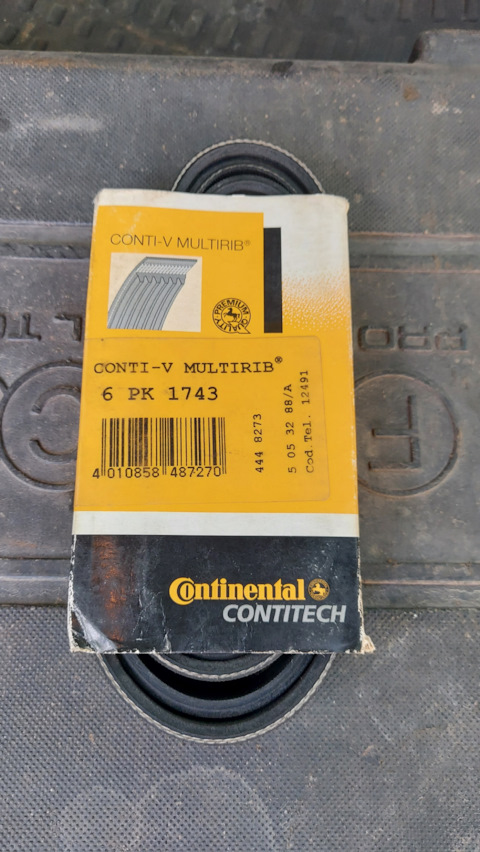 CONTI-V MULTIRIB®
PREMIUM
QUALITY
CONTI-V MULTIRIB®
6 PK 1743
4 010858 487270
444 8273
5 05 32 88/A
Cod.Tel. 12491
Continental
CONTITECH
PRO